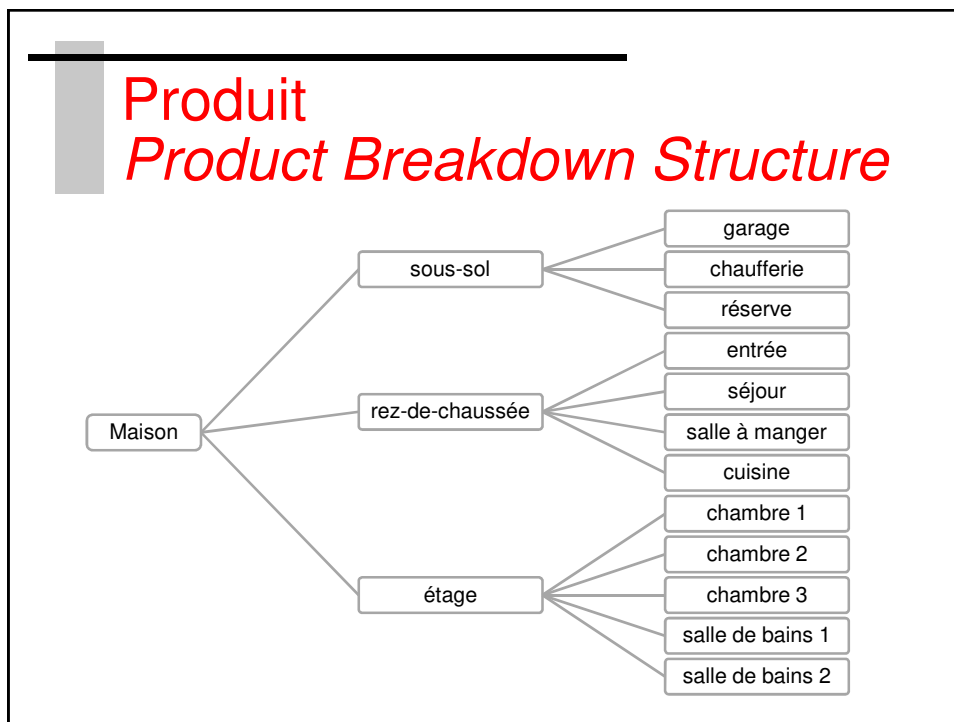 Produit
Product Breakdown Structure
Maison
sous-sol
garage
chaufferie
réserve
rez-de-chaussée
entrée
séjour
salle à manger
cuisine
étage
chambre 1
chambre 2
chambre 3
salle de bains 1
salle de bains 2